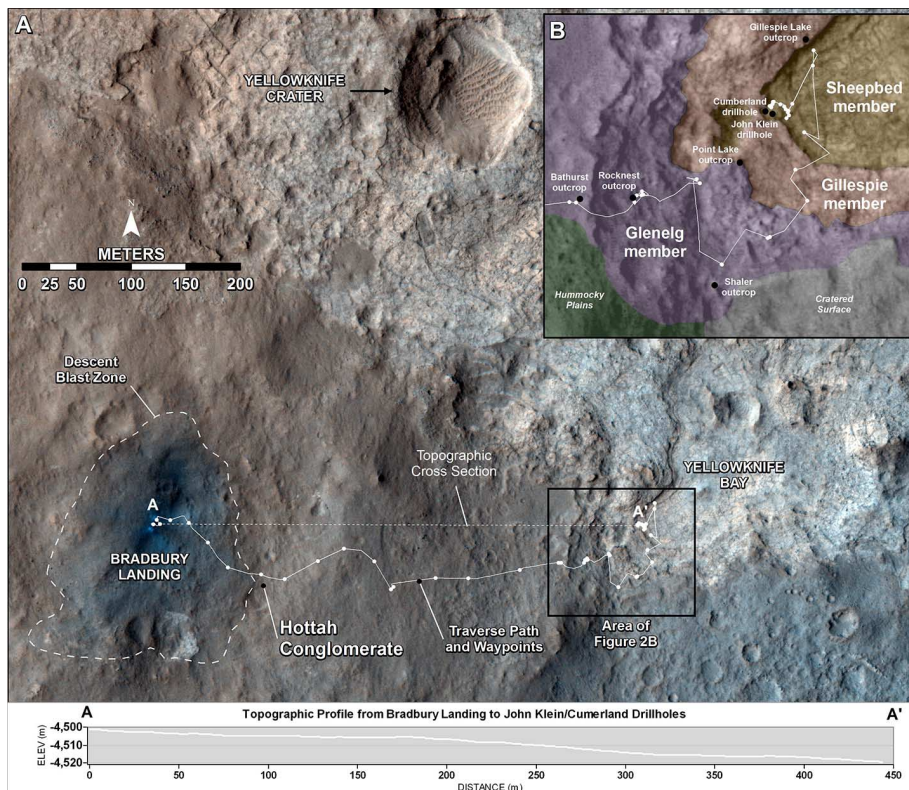 A
YELLOWKNIFE
CRATER
N
METERS
0 25 50 100 150 200
Descent
Blast Zone
Topographic
Cross Section
YELLOWKNIFE
BAY
A
A'
BRADBURY
LANDING
Hottah
Conglomerate
Traverse Path
and Waypoints
Area of
Figure 2B
B
Gillespie Lake
outcrop
Sheepbed
member
Cumberland
drillhole
John Klein
drillhole
Point Lake
outcrop
Bathurst
outcrop
Rocknest
outcrop
Gillespie
member
Glenelg
member
Shaler
outcrop
Hummocky
Plains
Cratered
Surface
A
Topographic Profile from Bradbury Landing to John Klein/Cumerland Drillholes
A'
ELEV (m)
-4,500
-4,510
-4,520
0 50 100 150 200 250 300 350 400 450
DISTANCE (m)